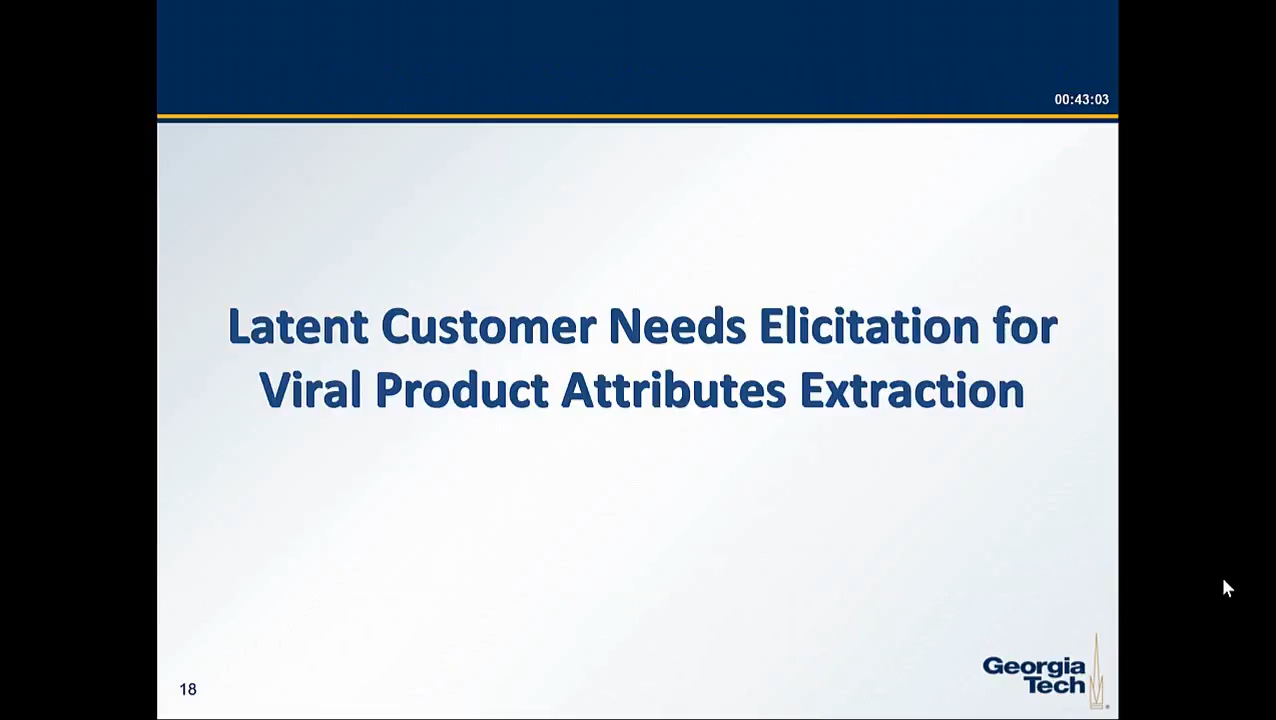 00:43:03
Latent Customer Needs Elicitation for
Viral Product Attributes Extraction
Georgia
Tech
18